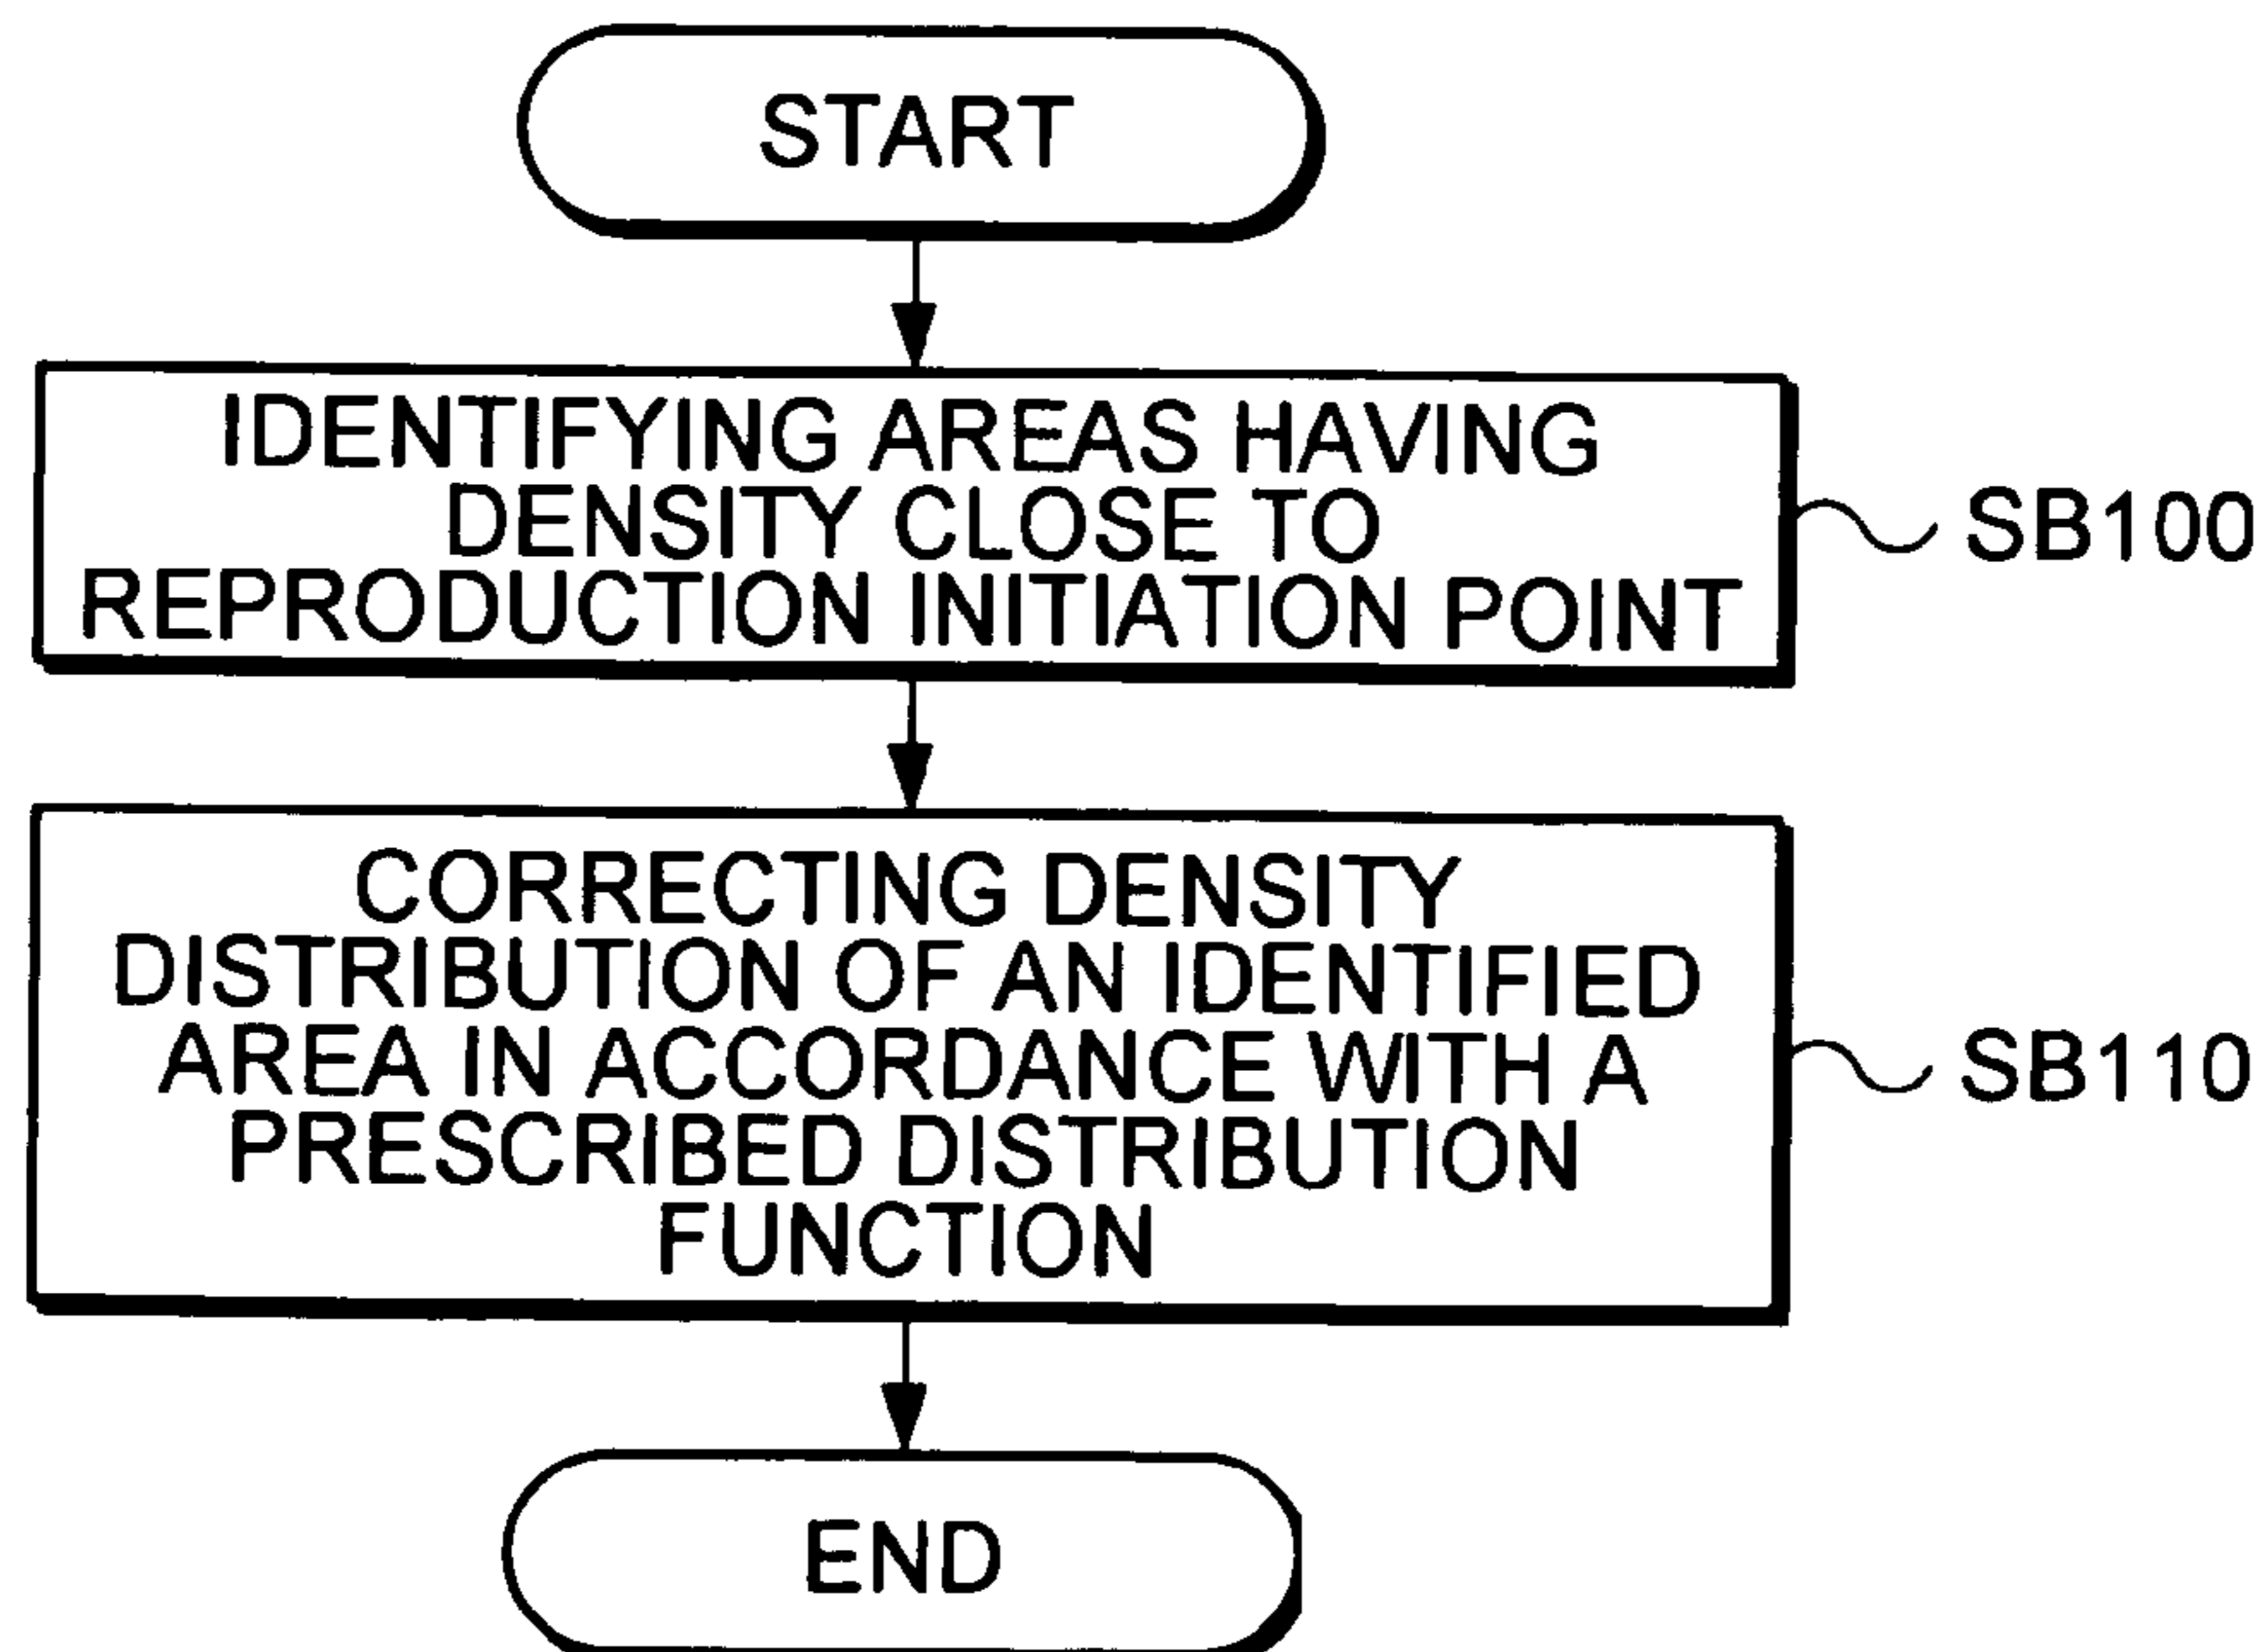 START
IDENTIFYING AREAS HAVING
DENSITY CLOSE TO
REPRODUCTION INITIATION POINT
SB100
CORRECTING DENSITY
DISTRIBUTION OF AN IDENTIFIED
AREA IN ACCORDANCE WITH A
PRESCRIBED DISTRIBUTION
FUNCTION
SB110
END